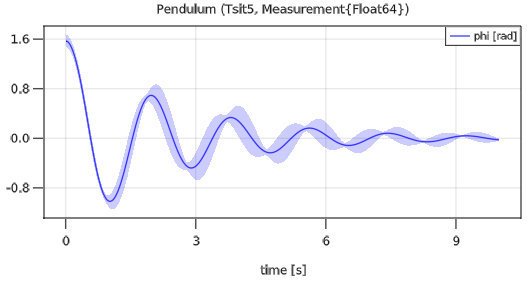 Pendulum (Tsit5, Measurement{Float64})
phi [rad]
1.6
0.8
0.0
-0.8
0 3 6 9
time [s]